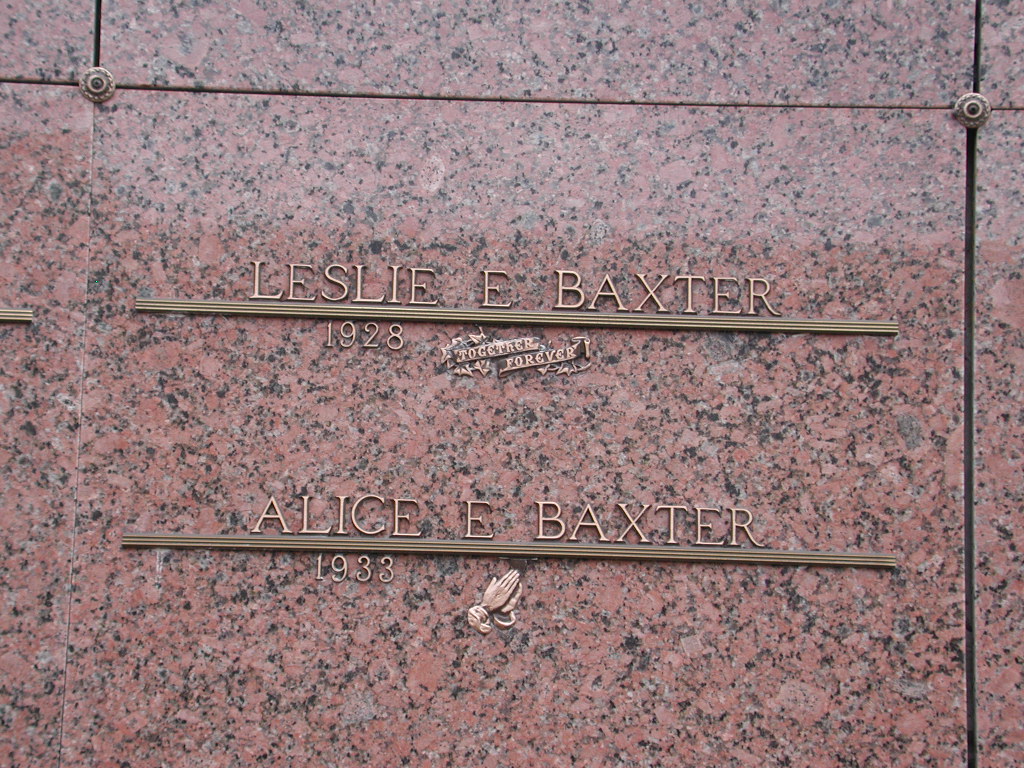 LESLIE E BAXTER
1928
TOGETHER
FOREVER
ALICE E BAXTER
1933